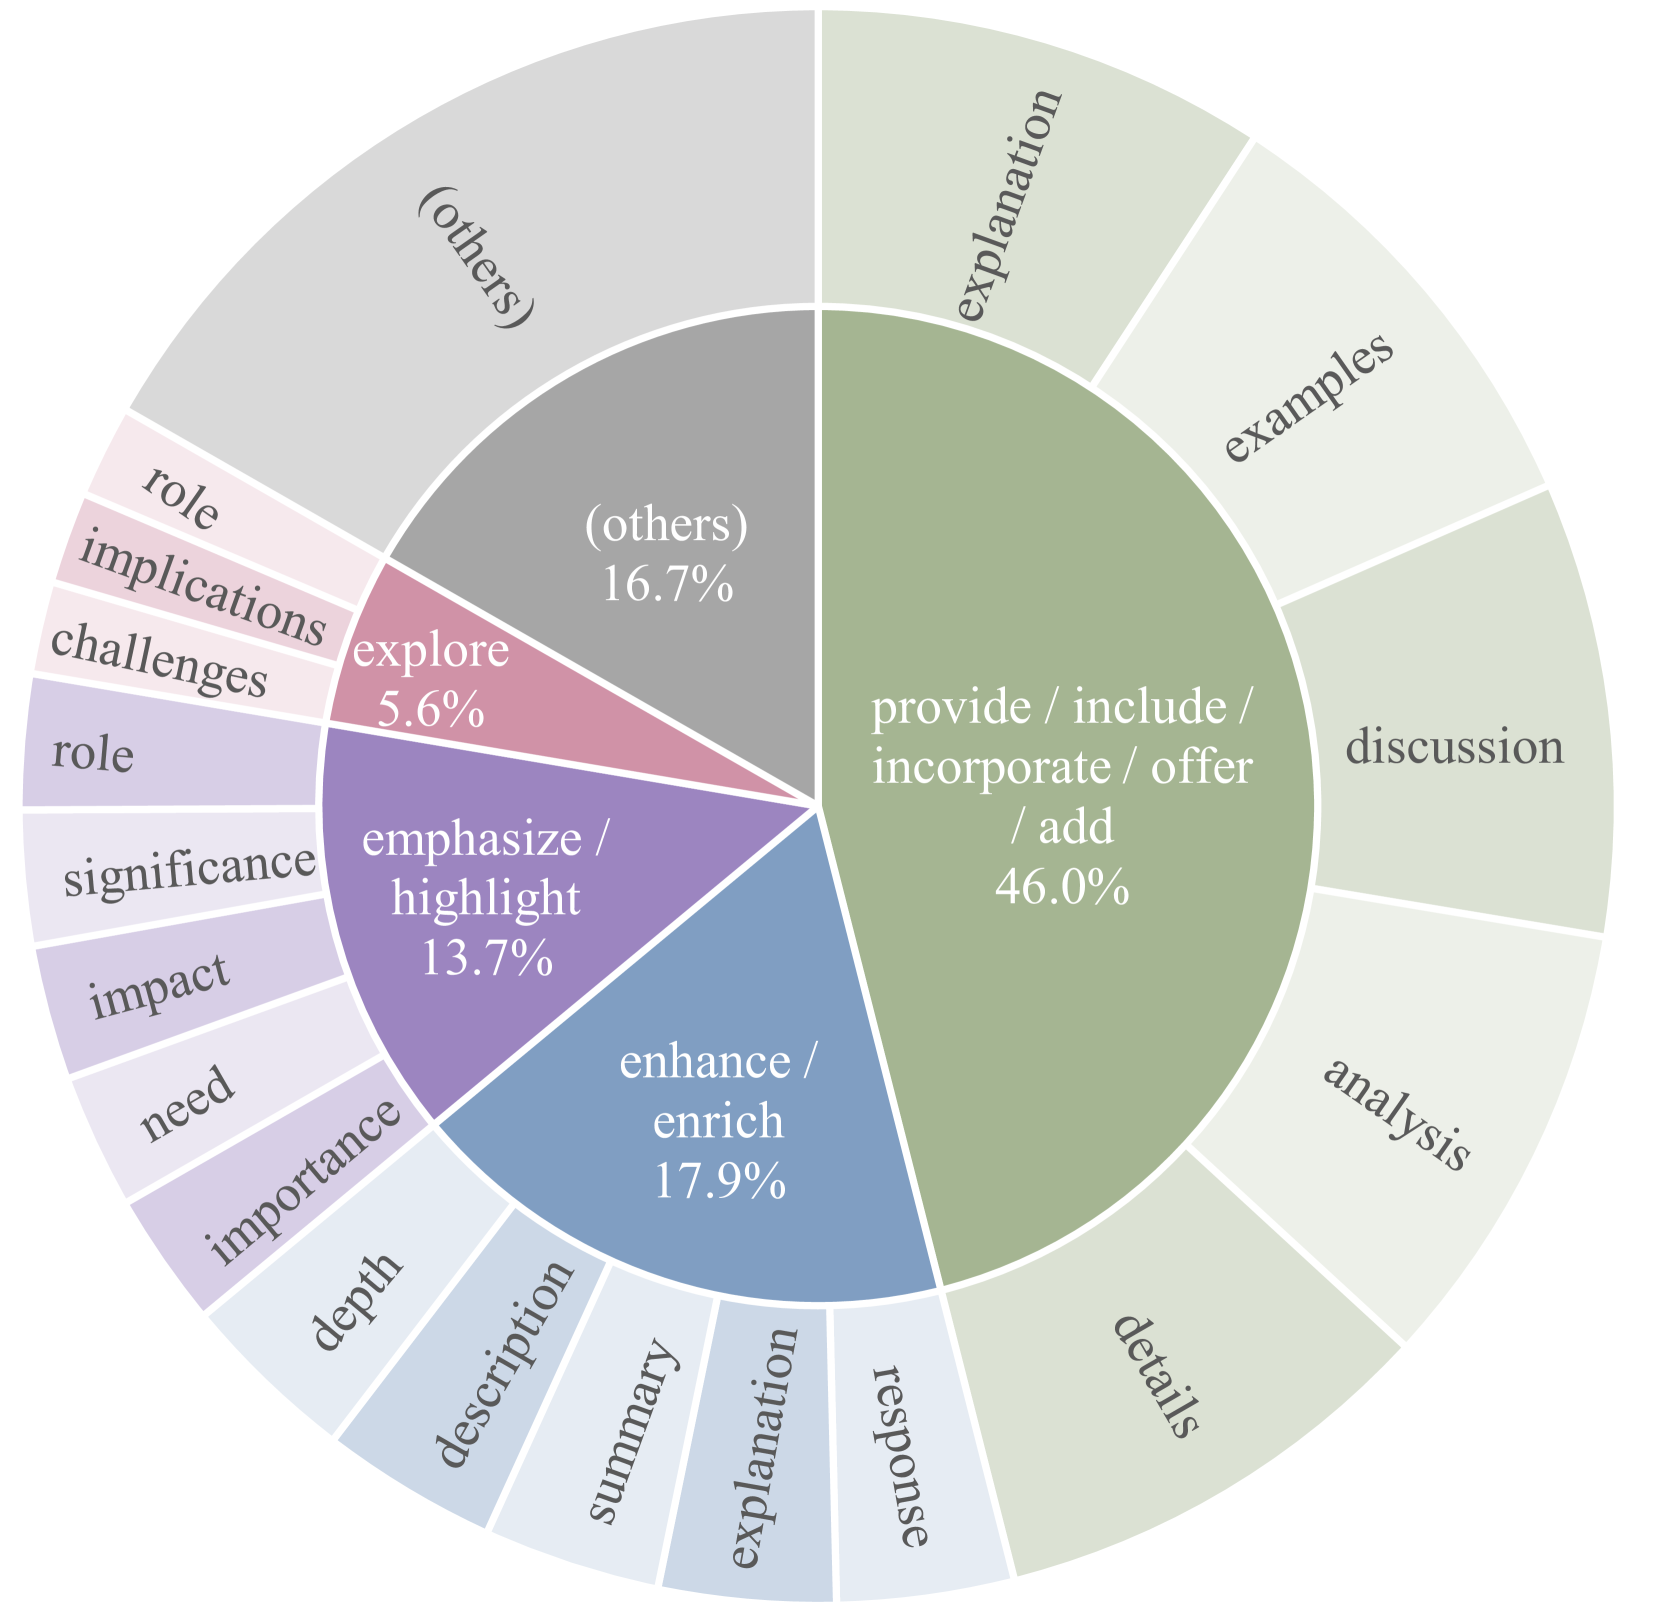 explanation
examples
discussion
analysis
details
response
explanation
summary
description
depth
importance
need
impact
significance
role
challenges
implications
role
(others)
provide / include /
incorporate / offer
/ add
46.0%
enhance /
enrich
17.9%
emphasize /
highlight
13.7%
explore
5.6%
(others)
16.7%